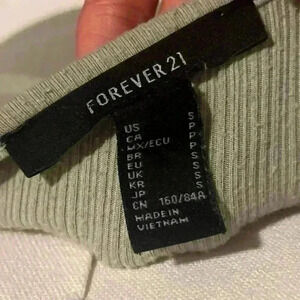 FOREVER 21
US S
CA P
MX/ECU P
BR P
EU S
UK S
KR S
JP S
CN 160/84A
MADE IN
VIETNAM